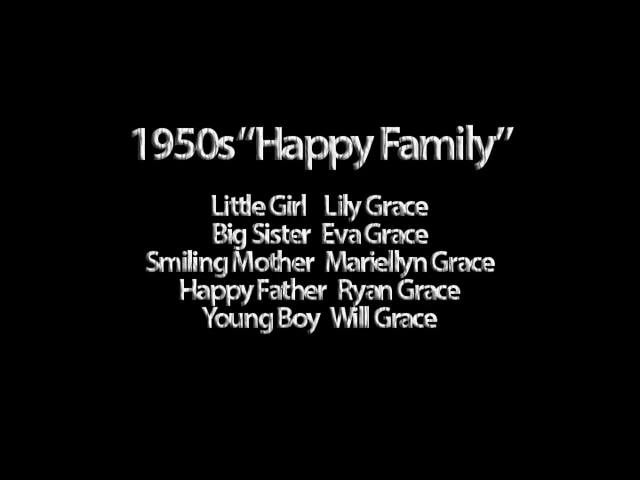 1950s “Happy Family”
Little Girl Lily Grace
Big Sister Eva Grace
Smiling Mother Mariellyn Grace
Happy Father Ryan Grace
Young Boy Will Grace